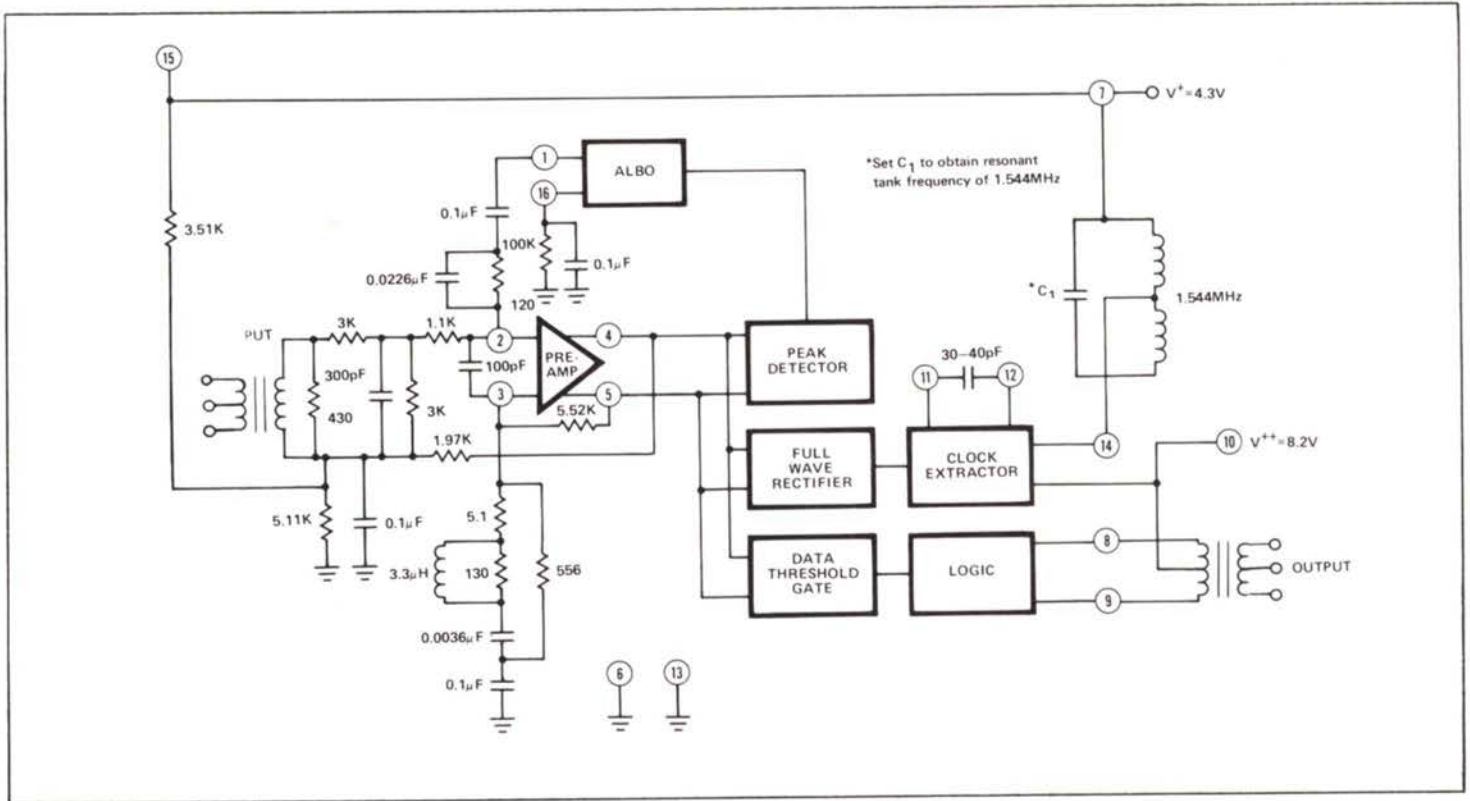 15
7
V+=4.3V
1
ALBO
*Set C1 to obtain resonant
tank frequency of 1.544MHz
16
0.1µF
3.51K
100K
0.0226µF
0.1µF
*C1
1.544MHz
120
PUT
3K
1.1K
2
4
PRE-
AMP
PEAK
DETECTOR
30–40pF
300pF
100pF
11
12
3
5
430
3K
5.52K
1.97K
FULL
WAVE
RECTIFIER
CLOCK
EXTRACTOR
14
10
V++=8.2V
5.11K
0.1µF
5.1
3.3µH
130
556
DATA
THRESHOLD
GATE
LOGIC
8
OUTPUT
9
0.0036µF
0.1µF
6
13